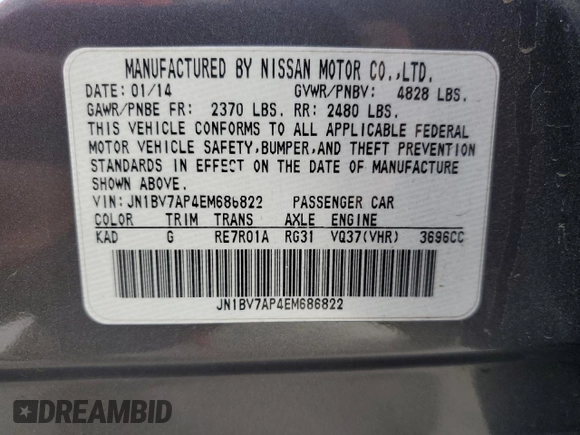 MANUFACTURED BY NISSAN MOTOR CO.,LTD.
DATE: 01/14 GVWR/PNBV: 4828 LBS.
GAWR/PNBE FR: 2370 LBS. RR: 2480 LBS.
THIS VEHICLE CONFORMS TO ALL APPLICABLE FEDERAL
MOTOR VEHICLE SAFETY,BUMPER,AND THEFT PREVENTION
STANDARDS IN EFFECT ON THE DATE OF MANUFACTURE
SHOWN ABOVE.
VIN: JN1BV7AP4EM686822 PASSENGER CAR
COLOR TRIM TRANS AXLE ENGINE
KAD G RE7R01A RG31 VQ37(VHR) 3696CC
JN1BV7AP4EM686822
DREAMBID